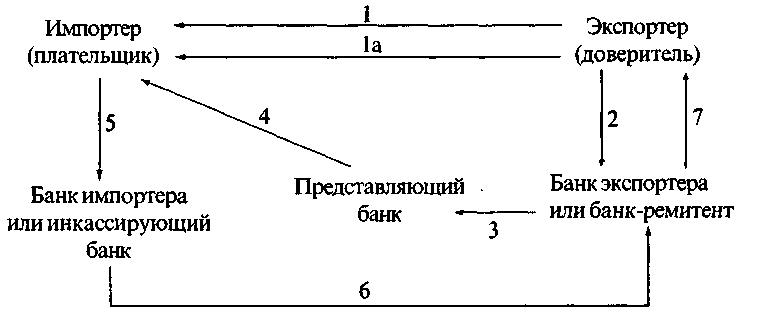 1
Импортер
(плательщик)
Экспортер
(доверитель)
1а
5
4
2
7
Банк импортера
или инкассирующий
банк
Представляющий
банк
Банк экспортера
или банк-ремитент
3
6